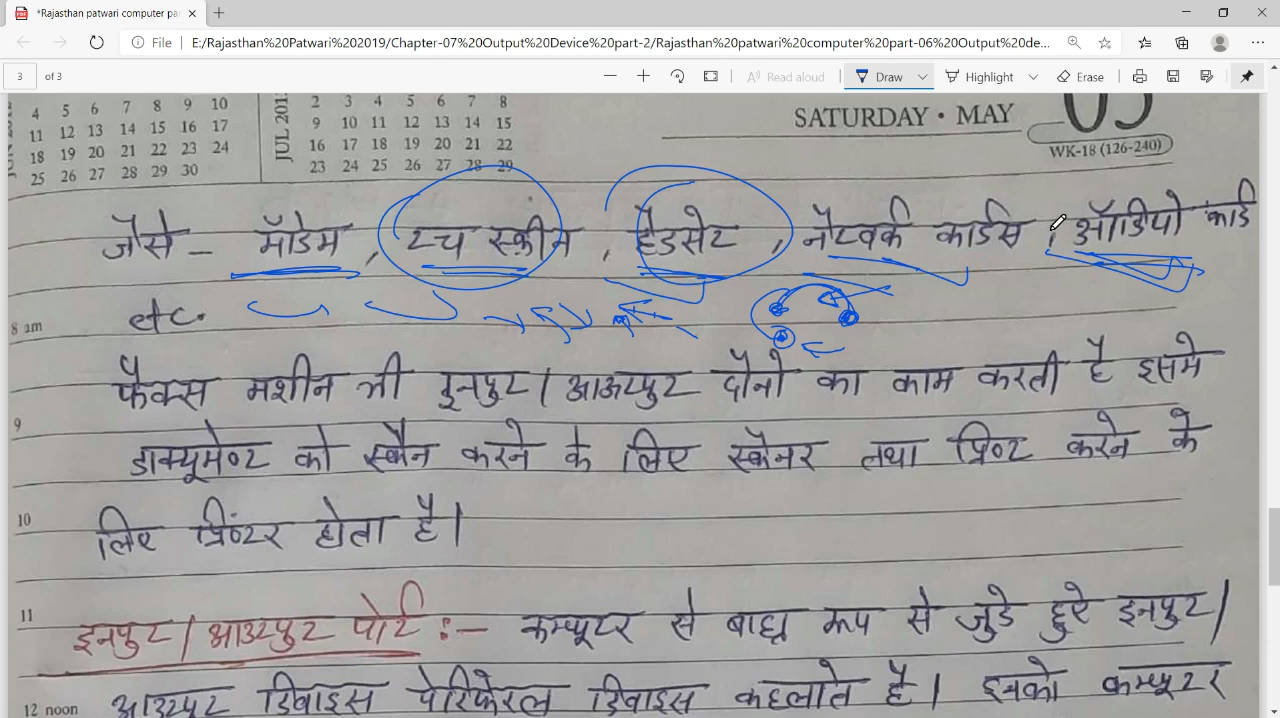 *Rajasthan patwari computer pa
File E:/Rajasthan%20Patwari%202019/Chapter-07%20Output%20Device%20part-2/Rajasthan%20patwari%20computer%20part-06%20Output%20de...
3 of 3 Read aloud Draw Highlight Erase
4 5 6 7 8 9 10
11 12 13 14 15 16 17
18 19 20 21 22 23 24
25 26 27 28 29 30
JUL 201
2 3 4 5 6 7 8
9 10 11 12 13 14 15
16 17 18 19 20 21 22
23 24 25 26 27 28 29
SATURDAY • MAY
WK-18 (126-240)
जैसे - मॉडेम, टच स्क्रीन, हैडसेट, नैटवर्क कार्डस, ऑडियो कार्ड
8 am etc.
फैक्स मशीन भी इनपुट / आऊटपुट दोनो का काम करती है इसमे
9 डाक्यूमेण्ट को स्कैन करने के लिए स्कैनर तथा प्रिण्ट करने के
10 लिए प्रिंण्टर होता है।
11 इनपुट / आउटपुट पोर्ट :- कम्प्यूटर से बाह्य रूप से जुडे हुए इनपुट /
12 noon आउटपुट डिवाइस पेरिफेरल डिवाइस कहलाते है। इनको कम्प्यूटर